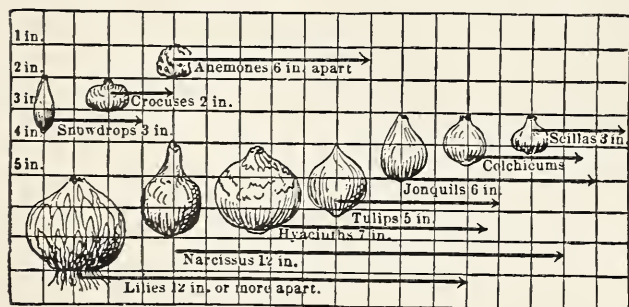 1 in.
2 in.
Anemones 6 in. apart
3 in.
Crocuses 2 in.
4 in.
Snowdrops 3 in.
Scillas 3 in.
5 in.
Colchicums
Jonquils 6 in.
Tulips 5 in.
Hyacinths 7 in.
Narcissus 12 in.
Lilies 12 in. or more apart.